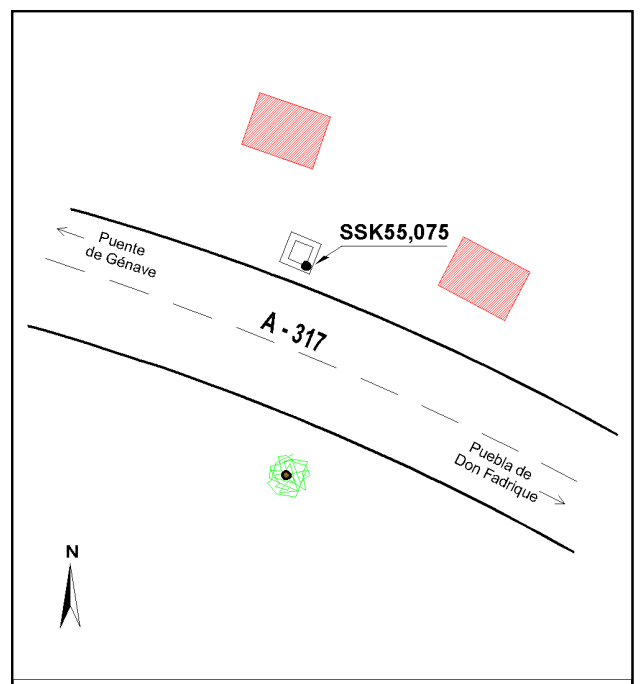 SSK55,075
Puente
de Génave
A - 317
Puebla de
Don Fadrique
N